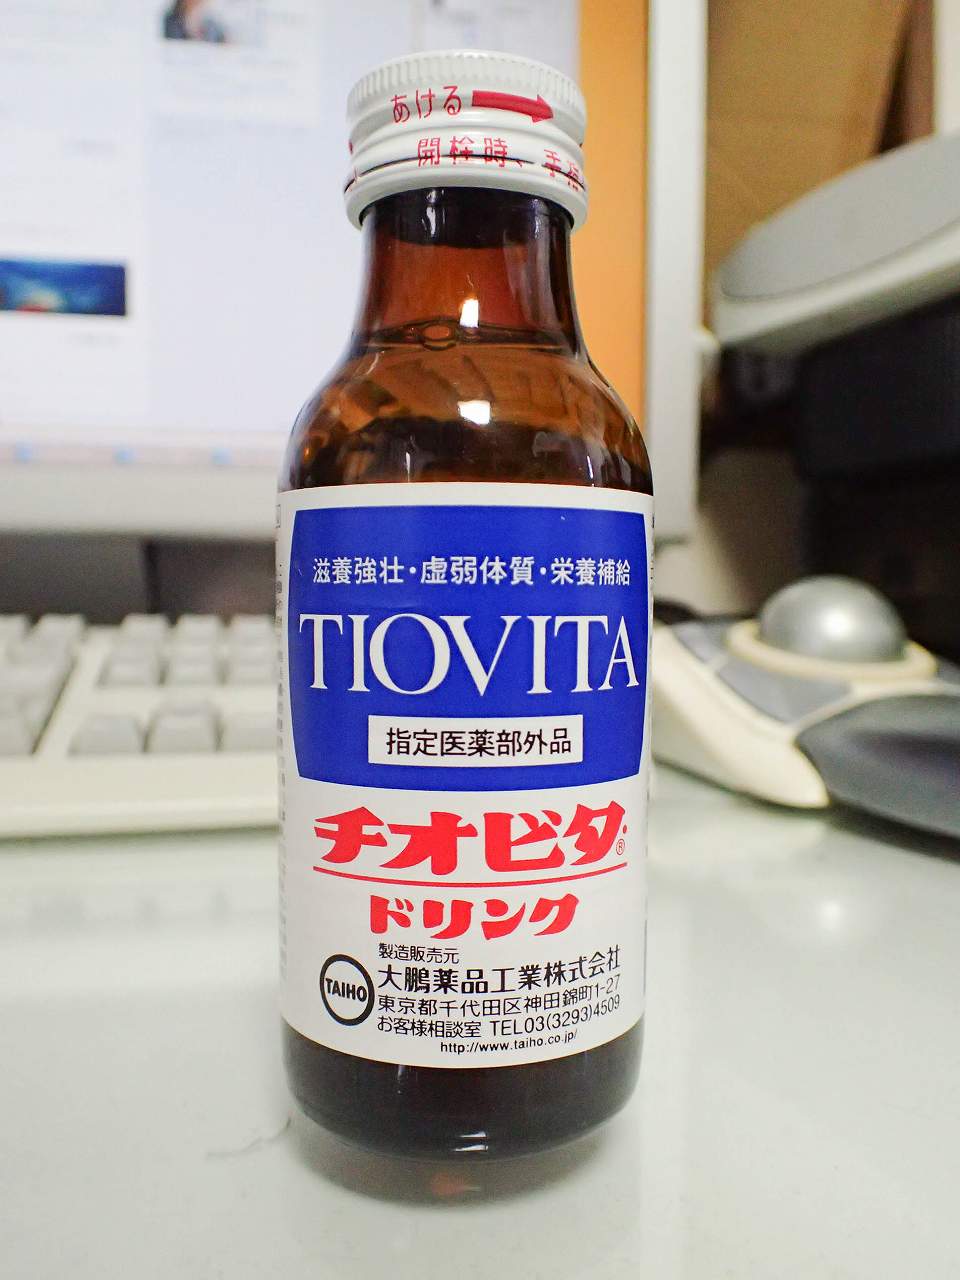 あける
開栓時、手
滋養強壮・虚弱体質・栄養補給
TIOVITA
指定医薬部外品
チオビタ®
ドリンク
製造販売元
TAIHO
大鵬薬品工業株式会社
東京都千代田区神田錦町1-27
お客様相談室 TEL03(3293)4509
http://www.taiho.co.jp/